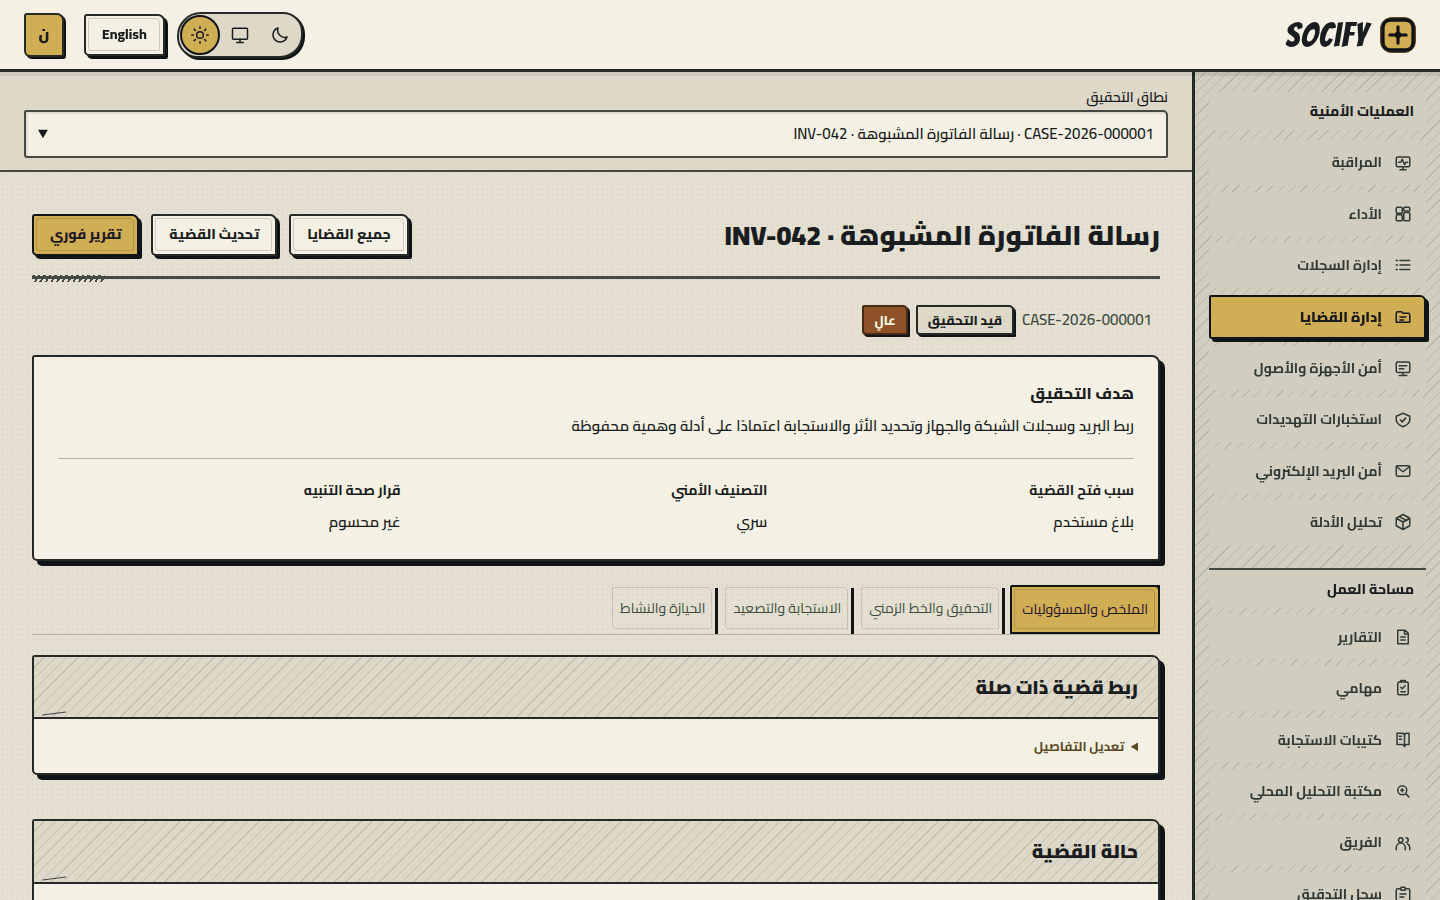 SOCIFY
English
ن
العمليات الأمنية
المراقبة
الأداء
إدارة السجلات
إدارة القضايا
أمن الأجهزة والأصول
استخبارات التهديدات
أمن البريد الإلكتروني
تحليل الأدلة
مساحة العمل
التقارير
مهامي
كتيبات الاستجابة
مكتبة التحليل المحلي
الفريق
سجل التدقيق
نطاق التحقيق
CASE-2026-000001 · رسالة الفاتورة المشبوهة · INV-042
رسالة الفاتورة المشبوهة · INV-042
جميع القضايا
تحديث القضية
تقرير فوري
CASE-2026-000001
قيد التحقيق
عالٍ
هدف التحقيق
ربط البريد وسجلات الشبكة والجهاز وتحديد الأثر والاستجابة اعتمادًا على أدلة وهمية محفوظة
سبب فتح القضية
التصنيف الأمني
قرار صحة التنبيه
بلاغ مستخدم
سري
غير محسوم
الملخص والمسؤوليات
التحقيق والخط الزمني
الاستجابة والتصعيد
الحيازة والنشاط
ربط قضية ذات صلة
تعديل التفاصيل
حالة القضية